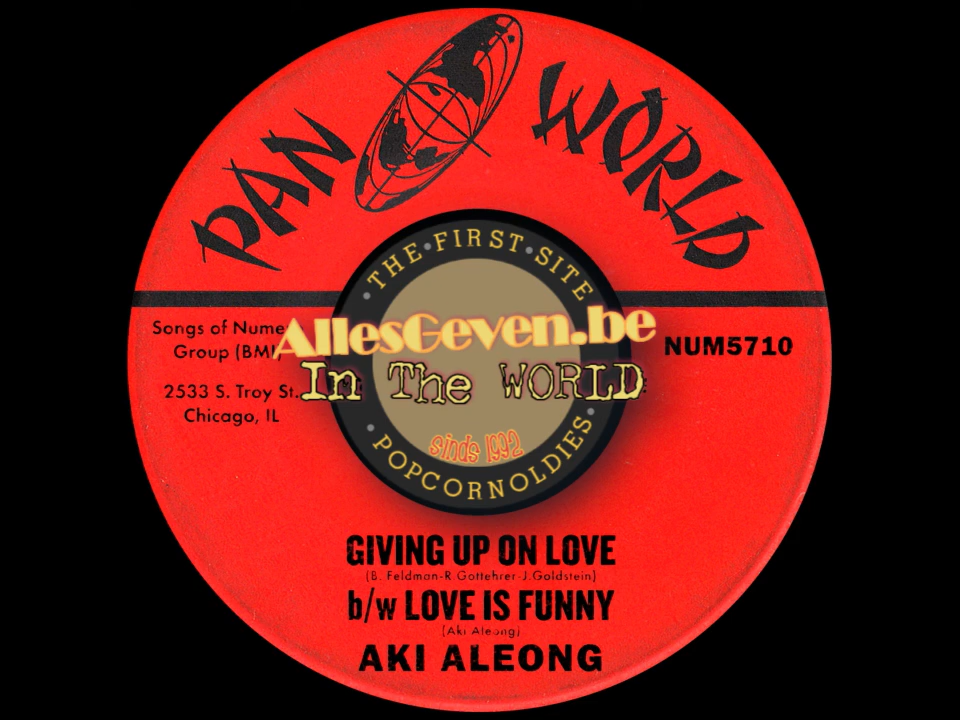 PAN WORLD
THE FIRST SITE
Songs of Nume
Group (BMI)
AllesGeven.be
NUM5710
In The WORLD
2533 S. Troy St.
Chicago, IL
sinds 1992
POPCORNOLDIES
GIVING UP ON LOVE
(B. Feldman-R.Gottehrer-J.Goldstein)
b/w LOVE IS FUNNY
(Aki Aleong)
AKI ALEONG